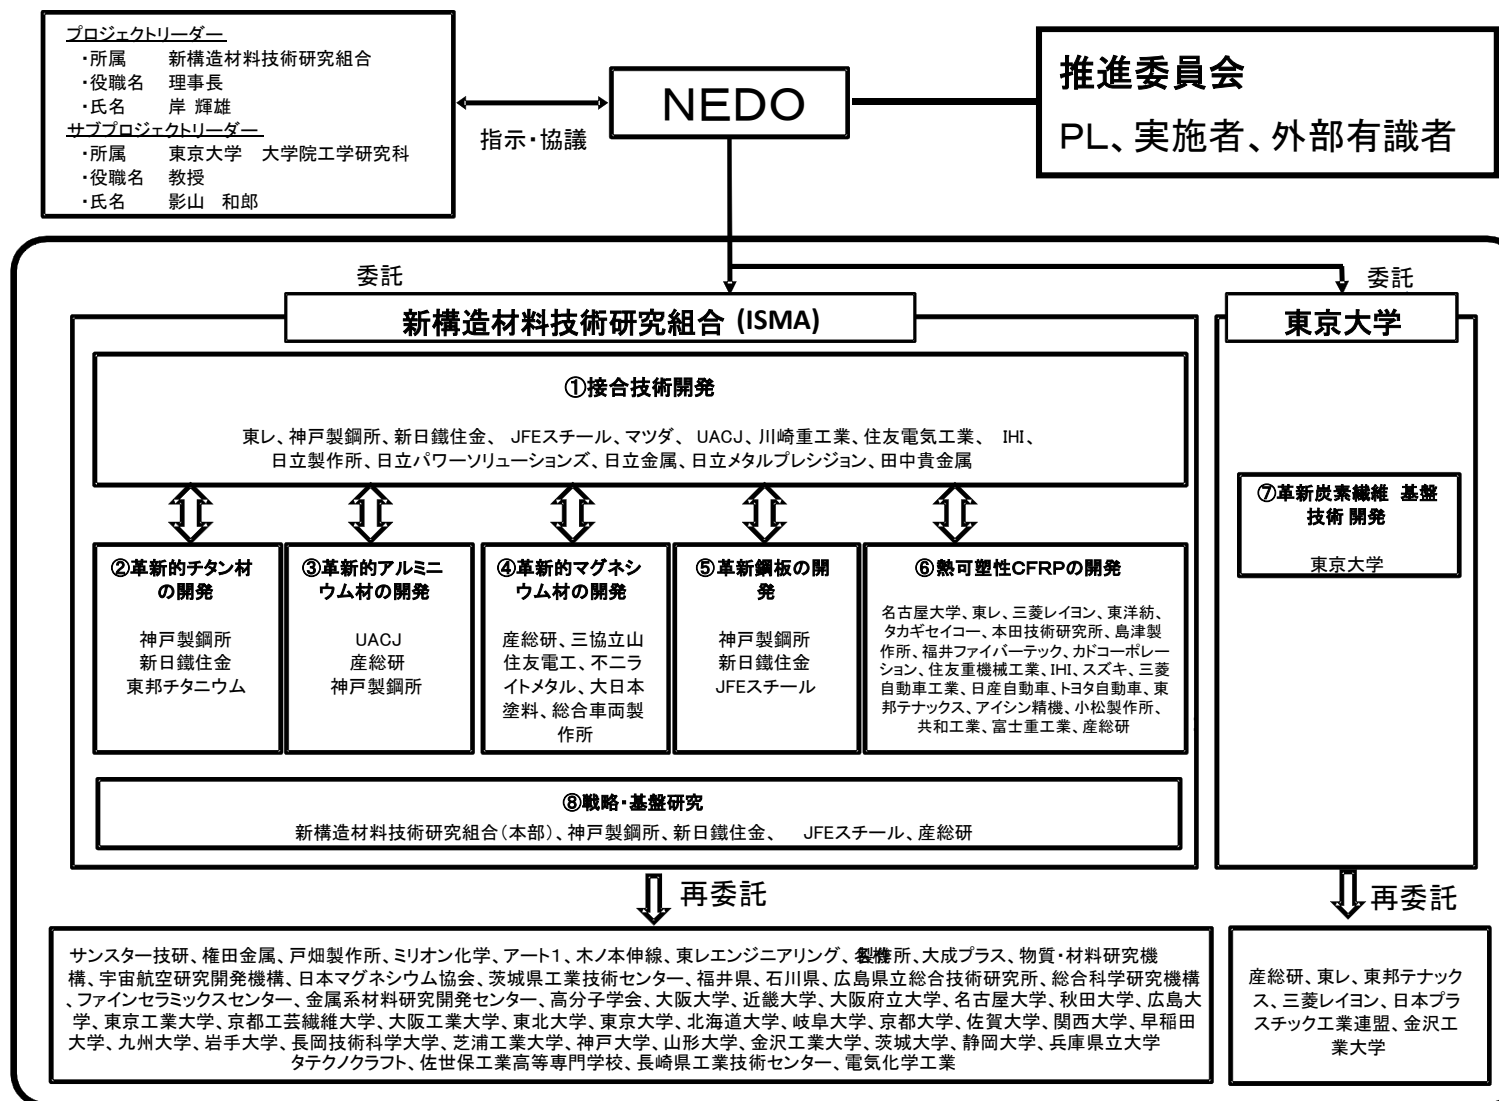 プロジェクトリーダー
・所属 新構造材料技術研究組合
・役職名 理事長
・氏名 岸 輝雄
サブプロジェクトリーダー
・所属 東京大学 大学院工学研究科
・役職名 教授
・氏名 影山 和郎
指示・協議
NEDO
推進委員会
PL、実施者、外部有識者
委託
委託
新構造材料技術研究組合 (ISMA)
東京大学
①接合技術開発
東レ、神戸製鋼所、新日鐵住金、 JFEスチール、マツダ、 UACJ、川崎重工業、住友電気工業、 IHI、
日立製作所、日立パワーソリューションズ、日立金属、日立メタルプレシジョン、田中貴金属
②革新的チタン材
の開発
神戸製鋼所
新日鐵住金
東邦チタニウム
③革新的アルミニ
ウム材の開発
UACJ
産総研
神戸製鋼所
④革新的マグネシ
ウム材の開発
産総研、三協立山
住友電工、不二ラ
イトメタル、大日本
塗料、総合車両製
作所
⑤革新鋼板の開
発
神戸製鋼所
新日鐵住金
JFEスチール
⑥熱可塑性CFRPの開発
名古屋大学、東レ、三菱レイヨン、東洋紡、
タカギセイコー、本田技術研究所、島津製
作所、福井ファイバーテック、カドコーポレー
ション、住友重機械工業、IHI、スズキ、三菱
自動車工業、日産自動車、トヨタ自動車、東
邦テナックス、アイシン精機、小松製作所、
共和工業、富士重工業、産総研
⑦革新炭素繊維 基盤
技術 開発
東京大学
⑧戦略・基盤研究
新構造材料技術研究組合（本部）、神戸製鋼所、新日鐵住金、 JFEスチール、産総研
再委託
再委託
サンスター技研、権田金属、戸畑製作所、ミリオン化学、アート1、木ノ本伸線、東レエンジニアリング、作所、大成プラス、物質・材料研究機
構、宇宙航空研究開発機構、日本マグネシウム協会、茨城県工業技術センター、福井県、石川県、広島県立総合技術研究所、総合科学研究機構
、ファインセラミックスセンター、金属系材料研究開発センター、高分子学会、大阪大学、近畿大学、大阪府立大学、名古屋大学、秋田大学、広島大
学、東京工業大学、京都工芸繊維大学、大阪工業大学、東北大学、東京大学、北海道大学、岐阜大学、京都大学、佐賀大学、関西大学、早稲田
大学、九州大学、岩手大学、長岡技術科学大学、芝浦工業大学、神戸大学、山形大学、金沢工業大学、茨城大学、静岡大学、兵庫県立大学
タテクノクラフト、佐世保工業高等専門学校、長崎県工業技術センター、電気化学工業
産総研、東レ、東邦テナック
ス、三菱レイヨン、日本プラ
スチック工業連盟、金沢工
業大学